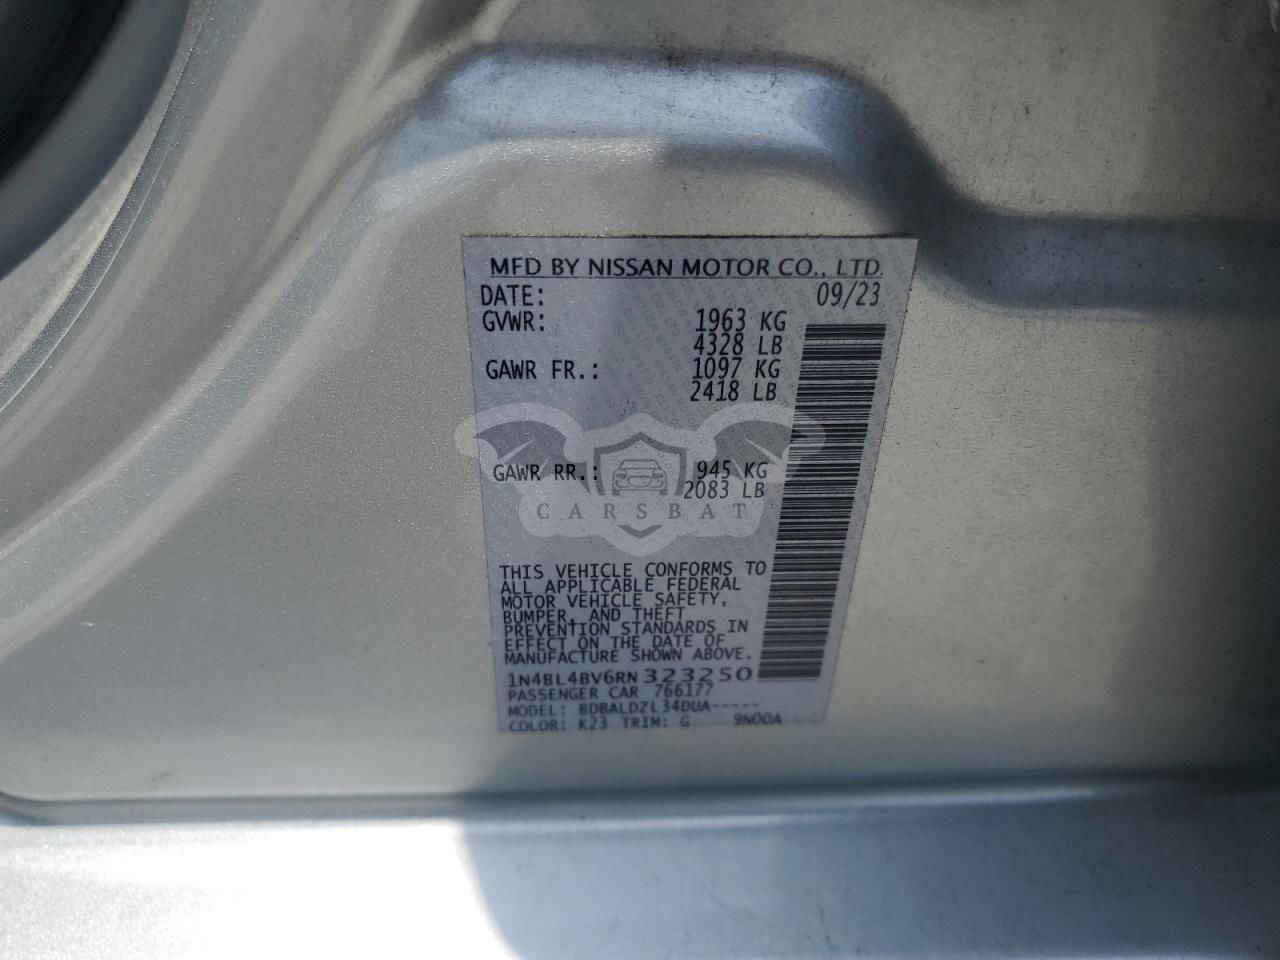 MFD BY NISSAN MOTOR CO., LTD.
DATE: 09/23
GVWR: 1963 KG
4328 LB
GAWR FR.: 1097 KG
2418 LB
GAWR RR.: 945 KG
2083 LB
CARSBAT
THIS VEHICLE CONFORMS TO
ALL APPLICABLE FEDERAL
MOTOR VEHICLE SAFETY,
BUMPER, AND THEFT
PREVENTION STANDARDS IN
EFFECT ON THE DATE OF
MANUFACTURE SHOWN ABOVE.
1N4BL4BV6RN323250
PASSENGER CAR 766177
MODEL: BDBALDZL34DUA-----
COLOR: K23 TRIM: G 9N00A